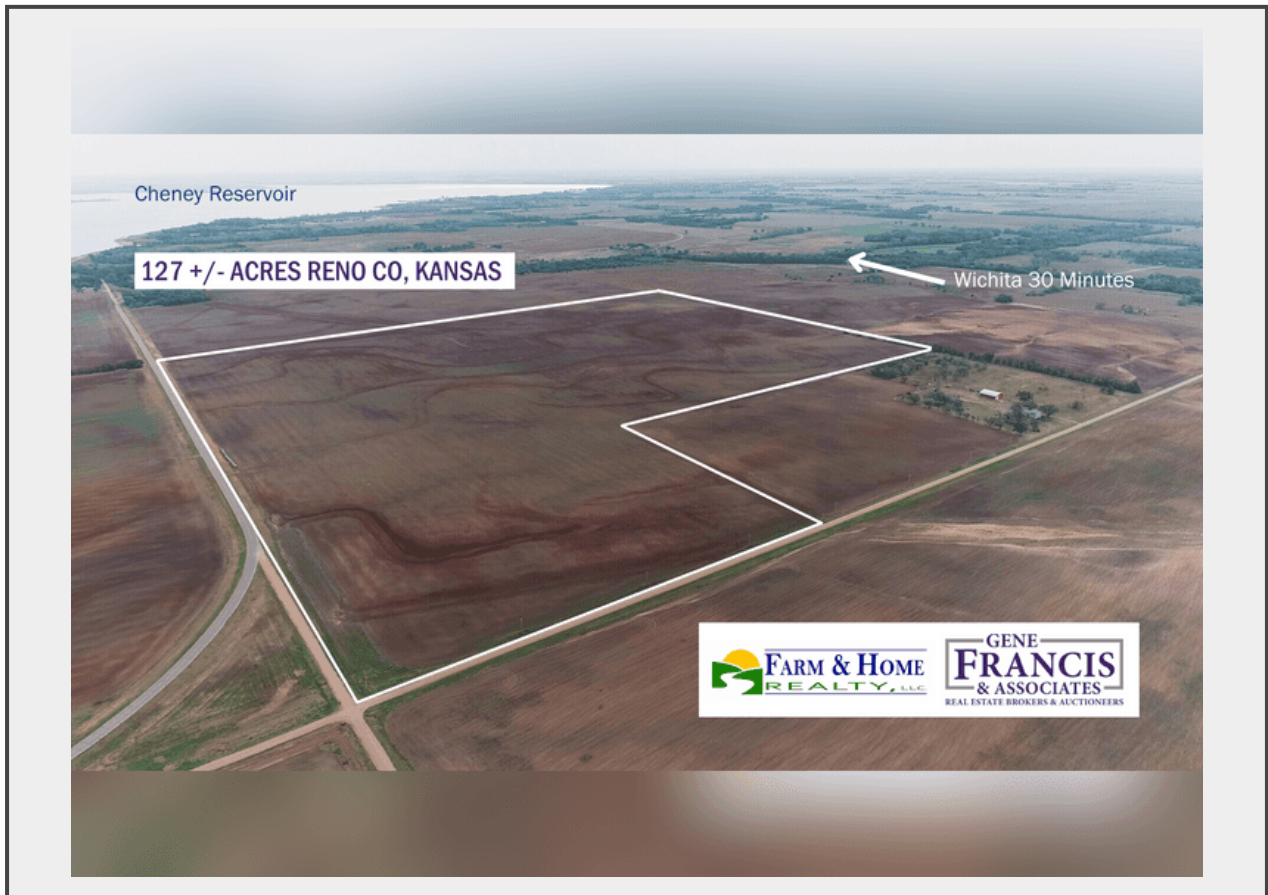 Cheney Reservoir
127 +/- ACRES RENO CO, KANSAS
Wichita 30 Minutes
FARM & HOME
REALTY, LLC
GENE
FRANCIS
& ASSOCIATES
REAL ESTATE BROKERS & AUCTIONEERS